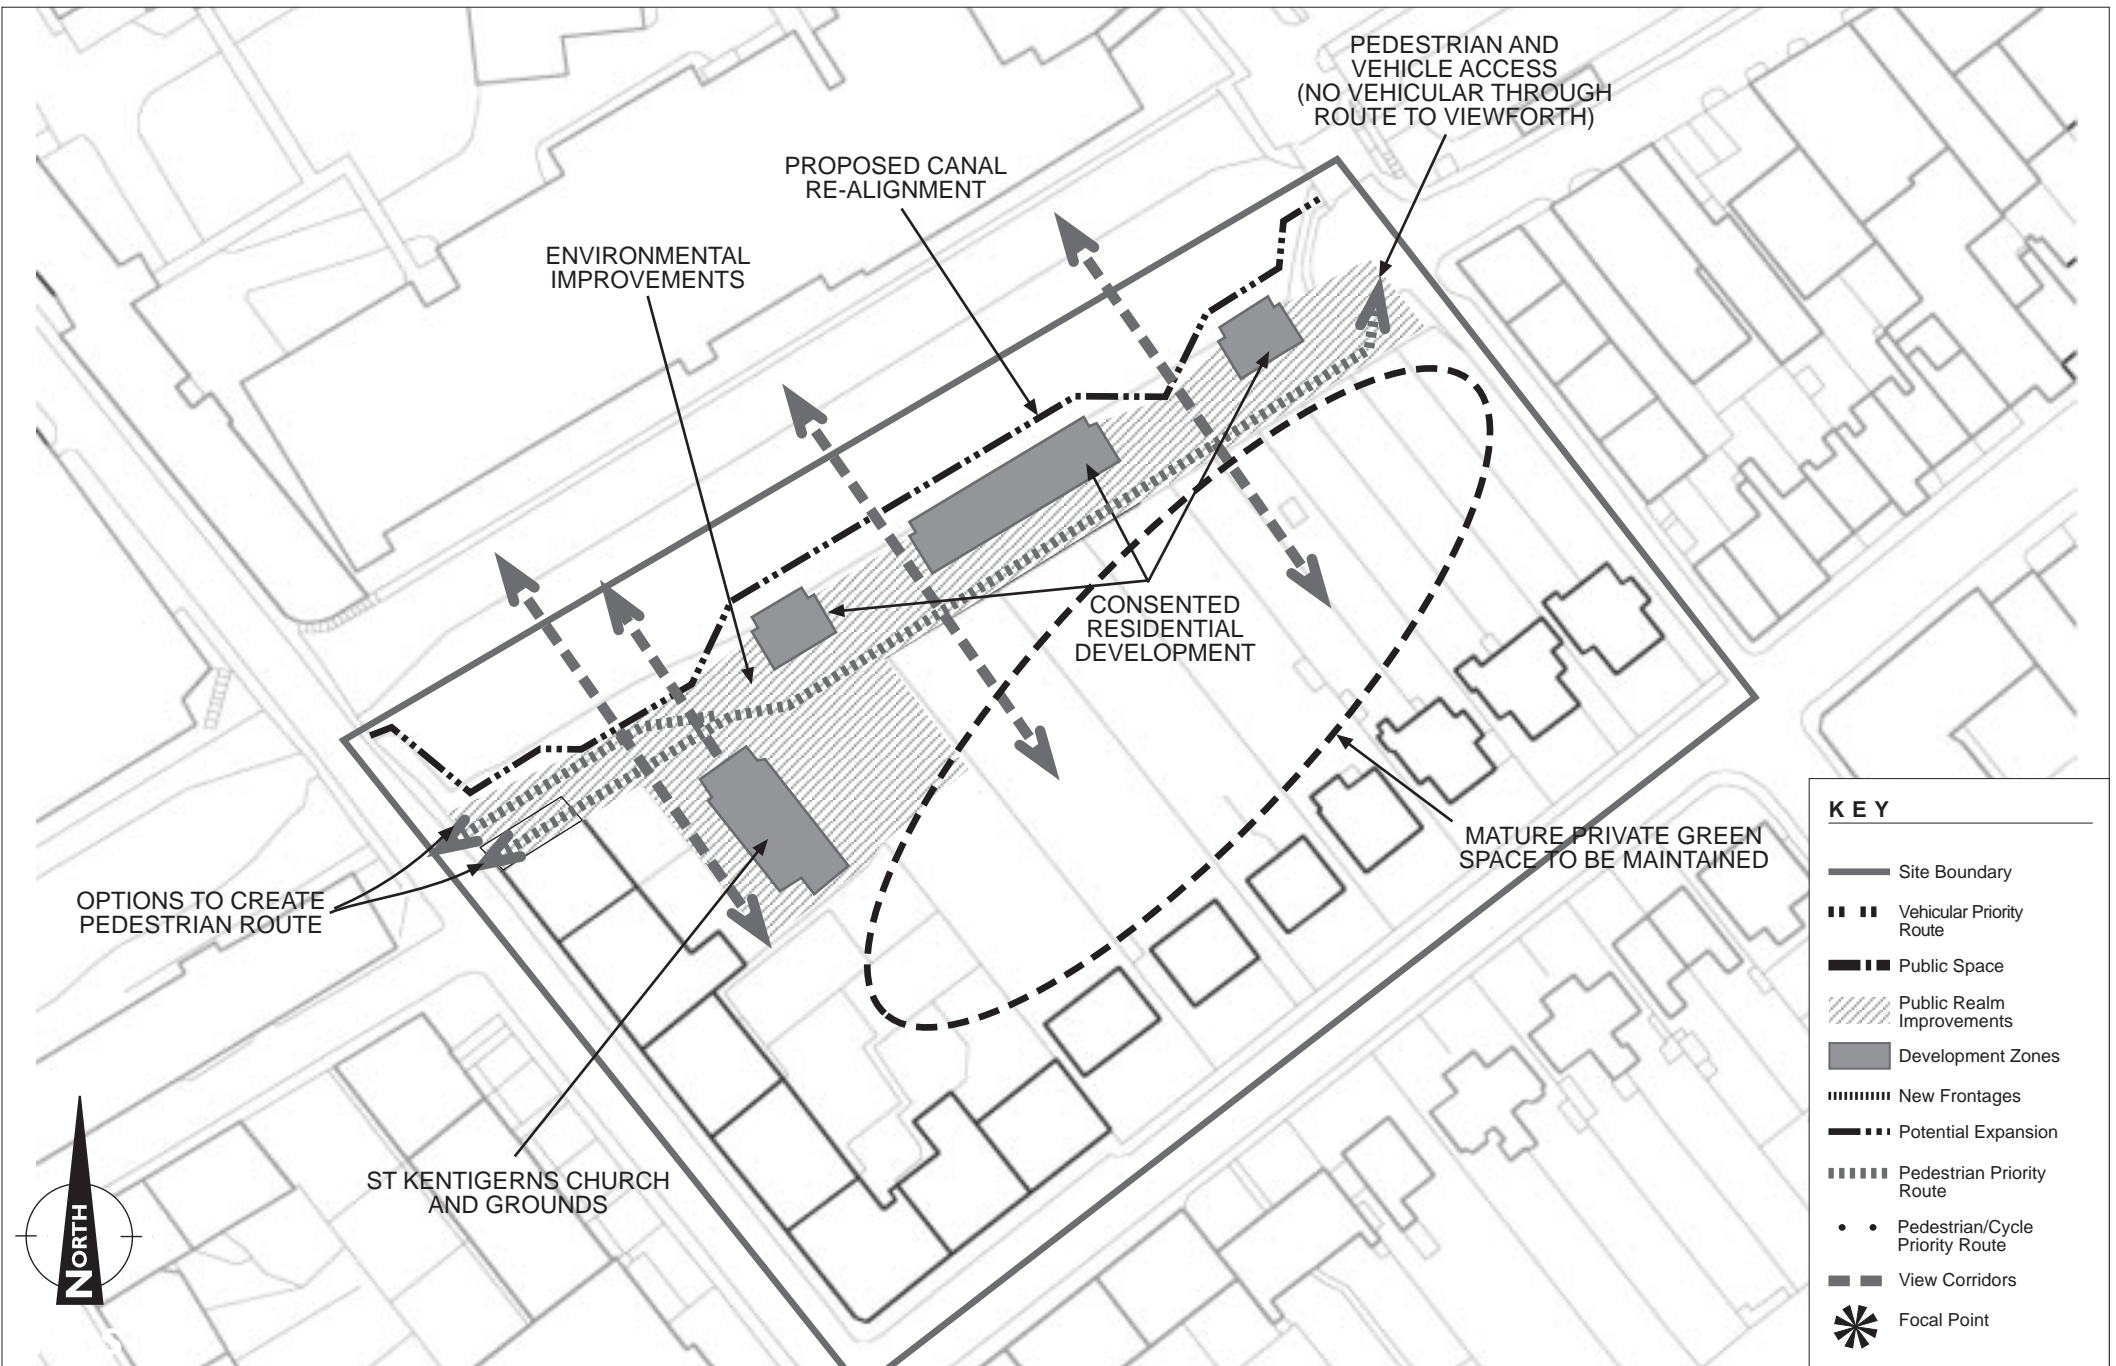 PEDESTRIAN AND
VEHICLE ACCESS
(NO VEHICULAR THROUGH
ROUTE TO VIEWFORTH)
PROPOSED CANAL
RE-ALIGNMENT
ENVIRONMENTAL
IMPROVEMENTS
CONSENTED
RESIDENTIAL
DEVELOPMENT
MATURE PRIVATE GREEN
SPACE TO BE MAINTAINED
OPTIONS TO CREATE
PEDESTRIAN ROUTE
ST KENTIGERNS CHURCH
AND GROUNDS
NORTH
S
KEY
Site Boundary
Vehicular Priority
Route
Public Space
Public Realm
Improvements
Development Zones
New Frontages
Potential Expansion
Pedestrian Priority
Route
Pedestrian/Cycle
Priority Route
View Corridors
Focal Point